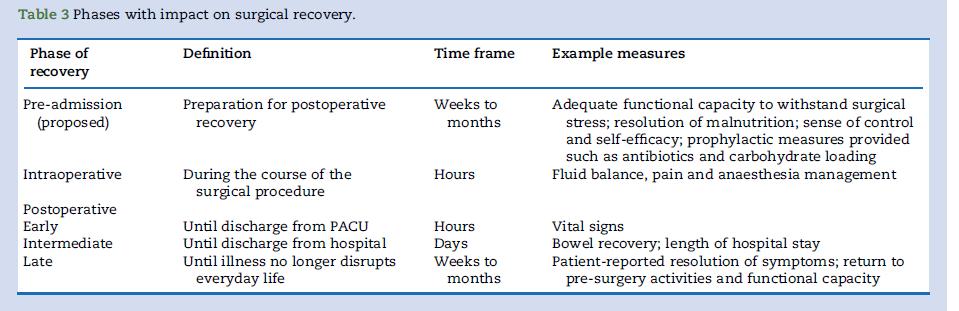 Table 3 Phases with impact on surgical recovery.
Phase of recovery Definition Time frame Example measures
Pre-admission (proposed) Preparation for postoperative recovery Weeks to months Adequate functional capacity to withstand surgical stress; resolution of malnutrition; sense of control and self-efficacy; prophylactic measures provided such as antibiotics and carbohydrate loading
Intraoperative During the course of the surgical procedure Hours Fluid balance, pain and anaesthesia management
Postoperative
Early Until discharge from PACU Hours Vital signs
Intermediate Until discharge from hospital Days Bowel recovery; length of hospital stay
Late Until illness no longer disrupts everyday life Weeks to months Patient-reported resolution of symptoms; return to pre-surgery activities and functional capacity